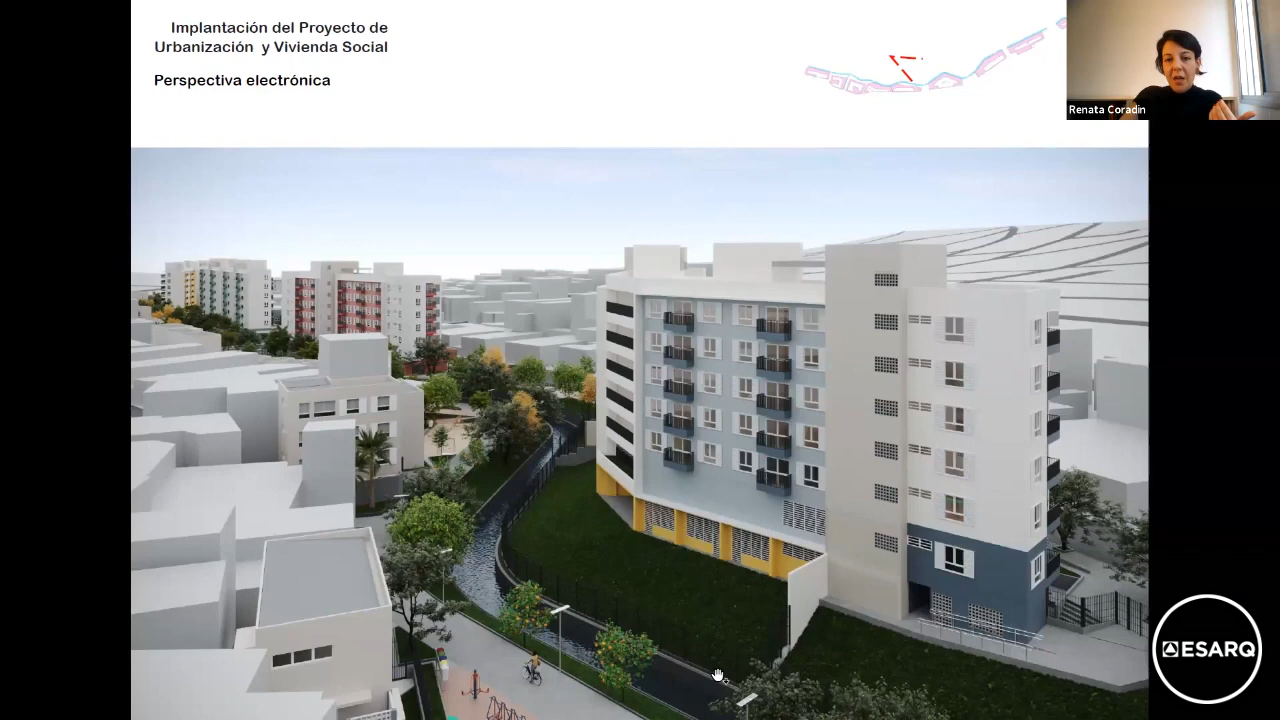 Implantación del Proyecto de
Urbanización y Vivienda Social
Perspectiva electrónica
Renata Coradin
ESARQ